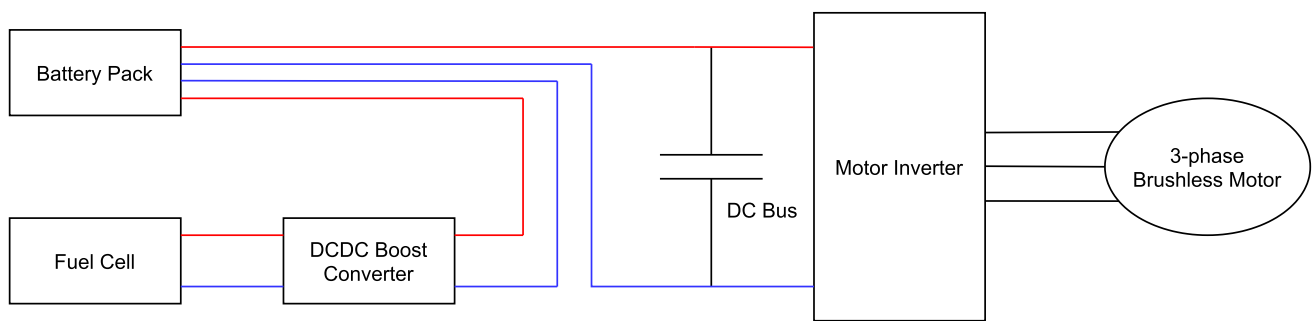 Battery Pack
Fuel Cell
DCDC Boost
Converter
DC Bus
Motor Inverter
3-phase
Brushless Motor